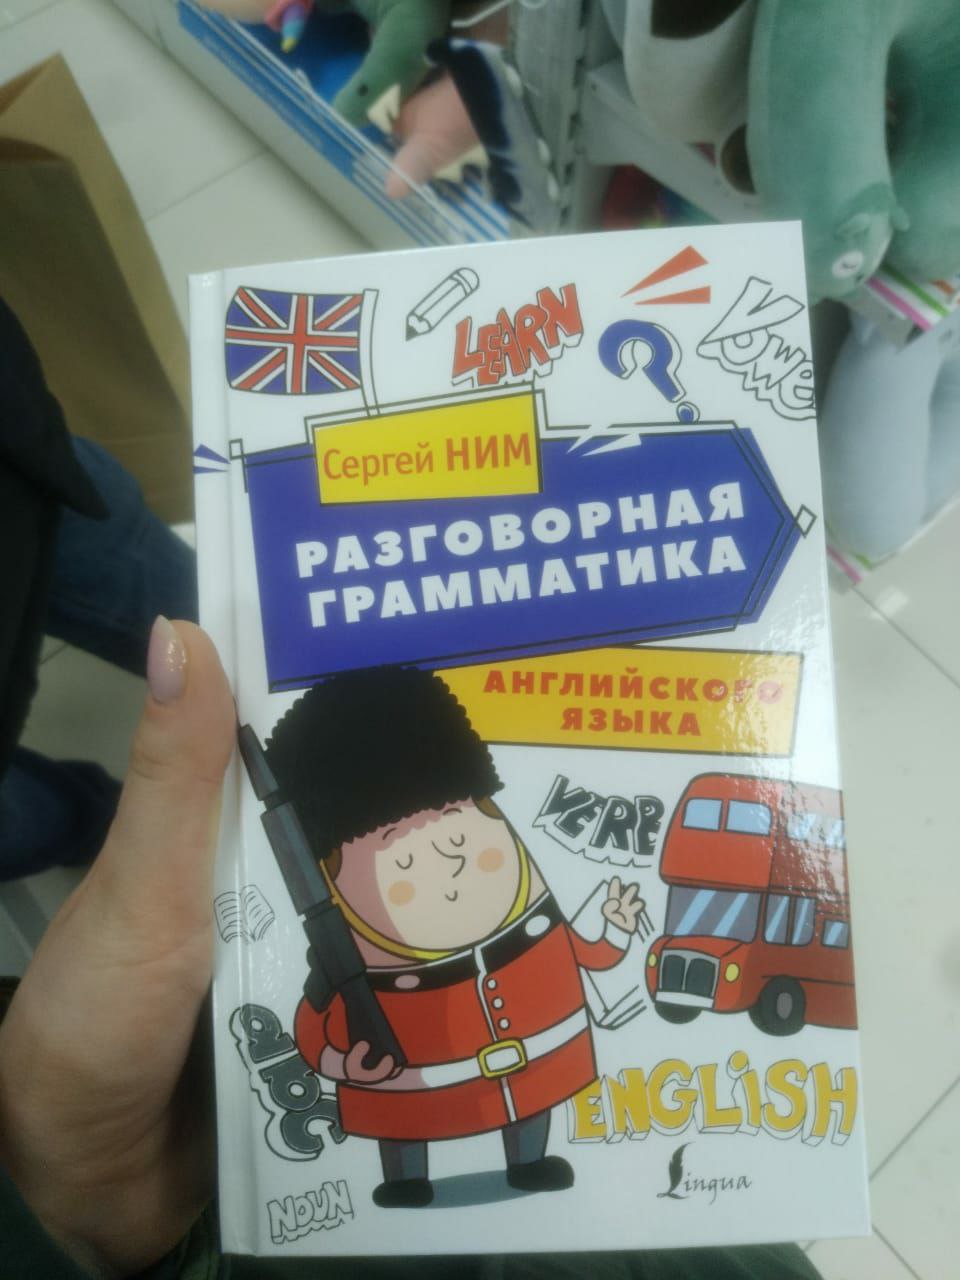 LEARN
Vowel
Сергей НИМ
РАЗГОВОРНАЯ
ГРАММАТИКА
АНГЛИЙСКОГО
ЯЗЫКА
VERB
abc
ENGLiSH
Lingua
NOUN